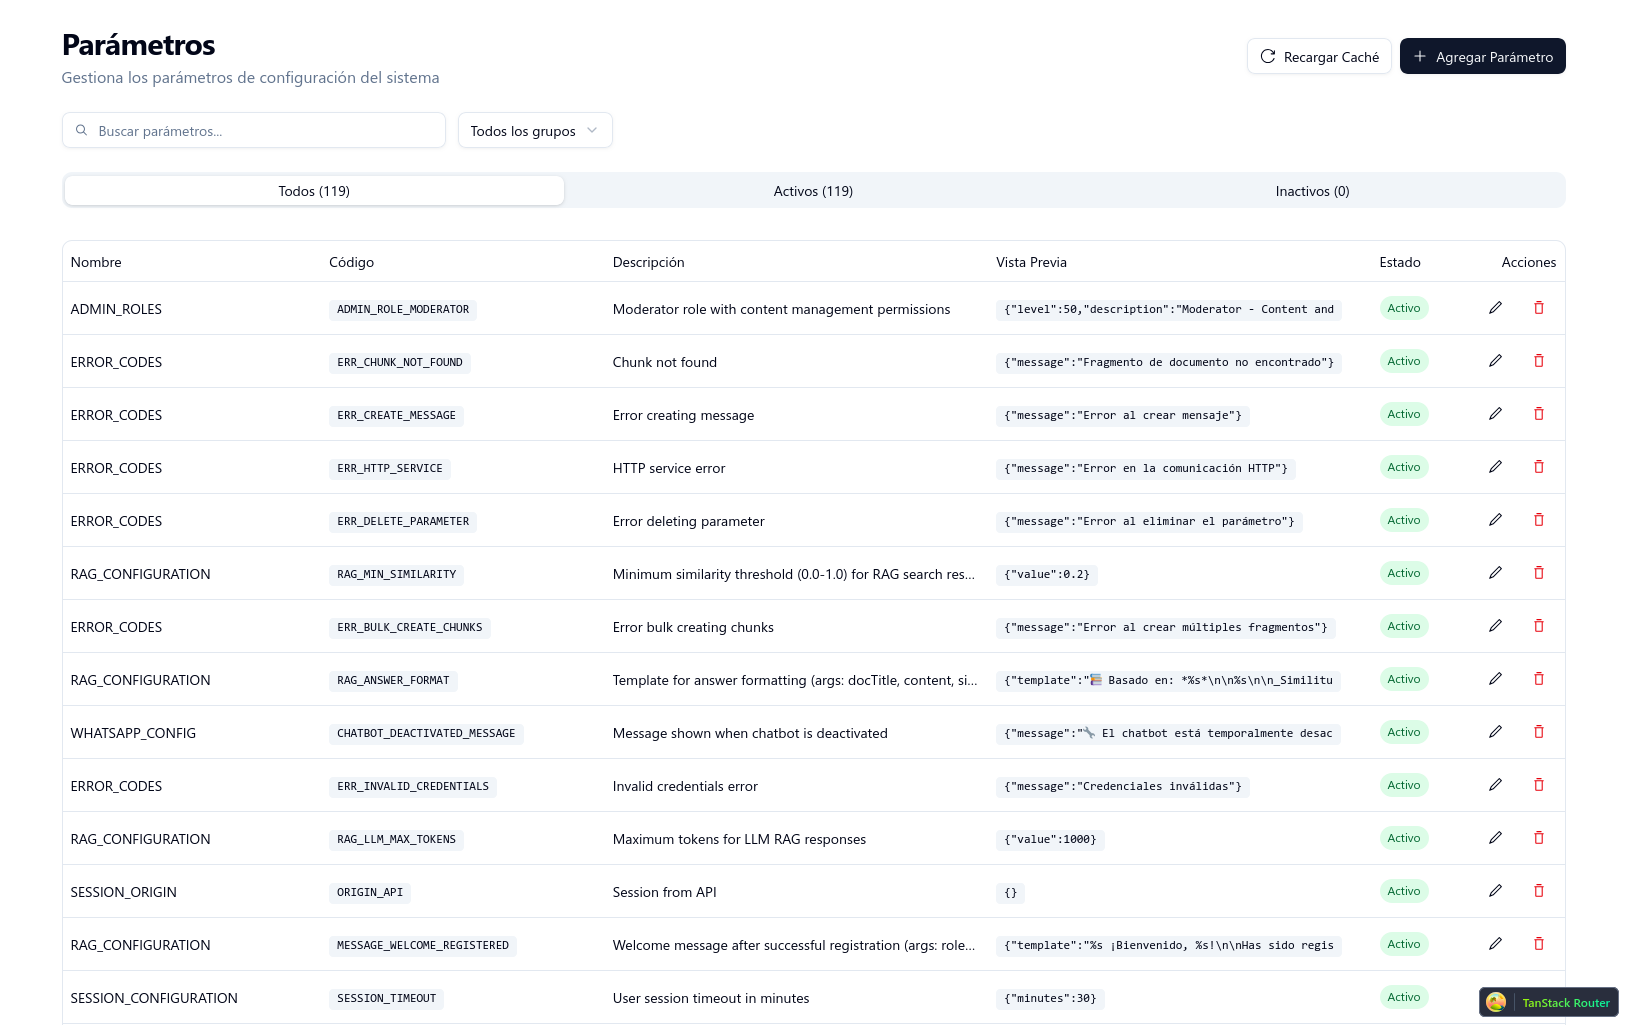 Parámetros
Gestiona los parámetros de configuración del sistema
Recargar Caché
Agregar Parámetro
Buscar parámetros...
Todos los grupos
Todos (119) Activos (119) Inactivos (0)
Nombre Código Descripción Vista Previa Estado Acciones
ADMIN_ROLES ADMIN_ROLE_MODERATOR Moderator role with content management permissions {"level":50,"description":"Moderator - Content and Activo
ERROR_CODES ERR_CHUNK_NOT_FOUND Chunk not found {"message":"Fragmento de documento no encontrado"} Activo
ERROR_CODES ERR_CREATE_MESSAGE Error creating message {"message":"Error al crear mensaje"} Activo
ERROR_CODES ERR_HTTP_SERVICE HTTP service error {"message":"Error en la comunicación HTTP"} Activo
ERROR_CODES ERR_DELETE_PARAMETER Error deleting parameter {"message":"Error al eliminar el parámetro"} Activo
RAG_CONFIGURATION RAG_MIN_SIMILARITY Minimum similarity threshold (0.0-1.0) for RAG search res... {"value":0.2} Activo
ERROR_CODES ERR_BULK_CREATE_CHUNKS Error bulk creating chunks {"message":"Error al crear múltiples fragmentos"} Activo
RAG_CONFIGURATION RAG_ANSWER_FORMAT Template for answer formatting (args: docTitle, content, si... {"template":"📚 Basado en: *%s*\n\n%s\n\n_Similitu Activo
WHATSAPP_CONFIG CHATBOT_DEACTIVATED_MESSAGE Message shown when chatbot is deactivated {"message":"🔧 El chatbot está temporalmente desac Activo
ERROR_CODES ERR_INVALID_CREDENTIALS Invalid credentials error {"message":"Credenciales inválidas"} Activo
RAG_CONFIGURATION RAG_LLM_MAX_TOKENS Maximum tokens for LLM RAG responses {"value":1000} Activo
SESSION_ORIGIN ORIGIN_API Session from API {} Activo
RAG_CONFIGURATION MESSAGE_WELCOME_REGISTERED Welcome message after successful registration (args: role... {"template":"%s ¡Bienvenido, %s!\n\nHas sido regis Activo
SESSION_CONFIGURATION SESSION_TIMEOUT User session timeout in minutes {"minutes":30} Activo
TanStack Router